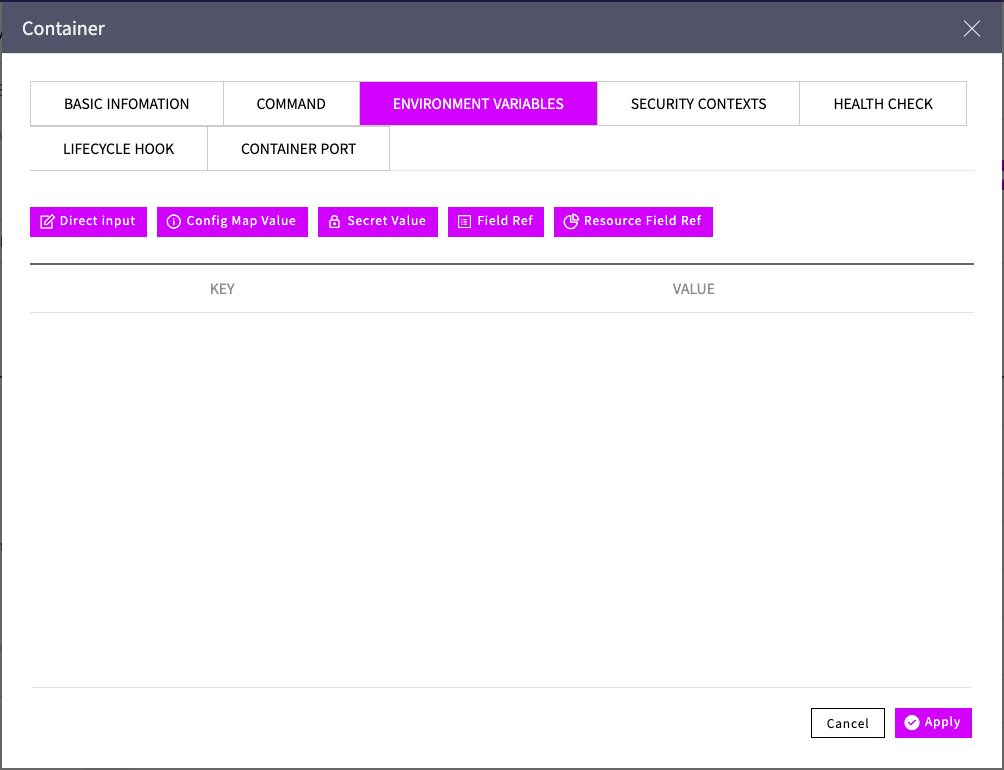 Container
BASIC INFOMATION COMMAND ENVIRONMENT VARIABLES SECURITY CONTEXTS HEALTH CHECK
LIFECYCLE HOOK CONTAINER PORT
Direct input Config Map Value Secret Value Field Ref Resource Field Ref
KEY VALUE
Cancel Apply